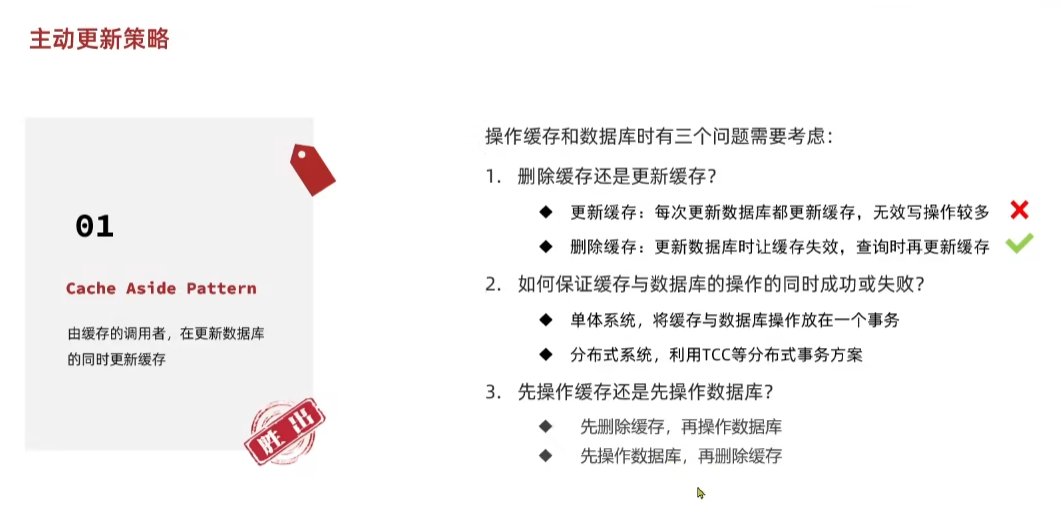 主动更新策略
01
Cache Aside Pattern
由缓存的调用者，在更新数据库
的同时更新缓存
胜出
操作缓存和数据库时有三个问题需要考虑：
1. 删除缓存还是更新缓存？
◆ 更新缓存：每次更新数据库都更新缓存，无效写操作较多
◆ 删除缓存：更新数据库时让缓存失效，查询时再更新缓存
2. 如何保证缓存与数据库的操作的同时成功或失败？
◆ 单体系统，将缓存与数据库操作放在一个事务
◆ 分布式系统，利用TCC等分布式事务方案
3. 先操作缓存还是先操作数据库？
◆ 先删除缓存，再操作数据库
◆ 先操作数据库，再删除缓存